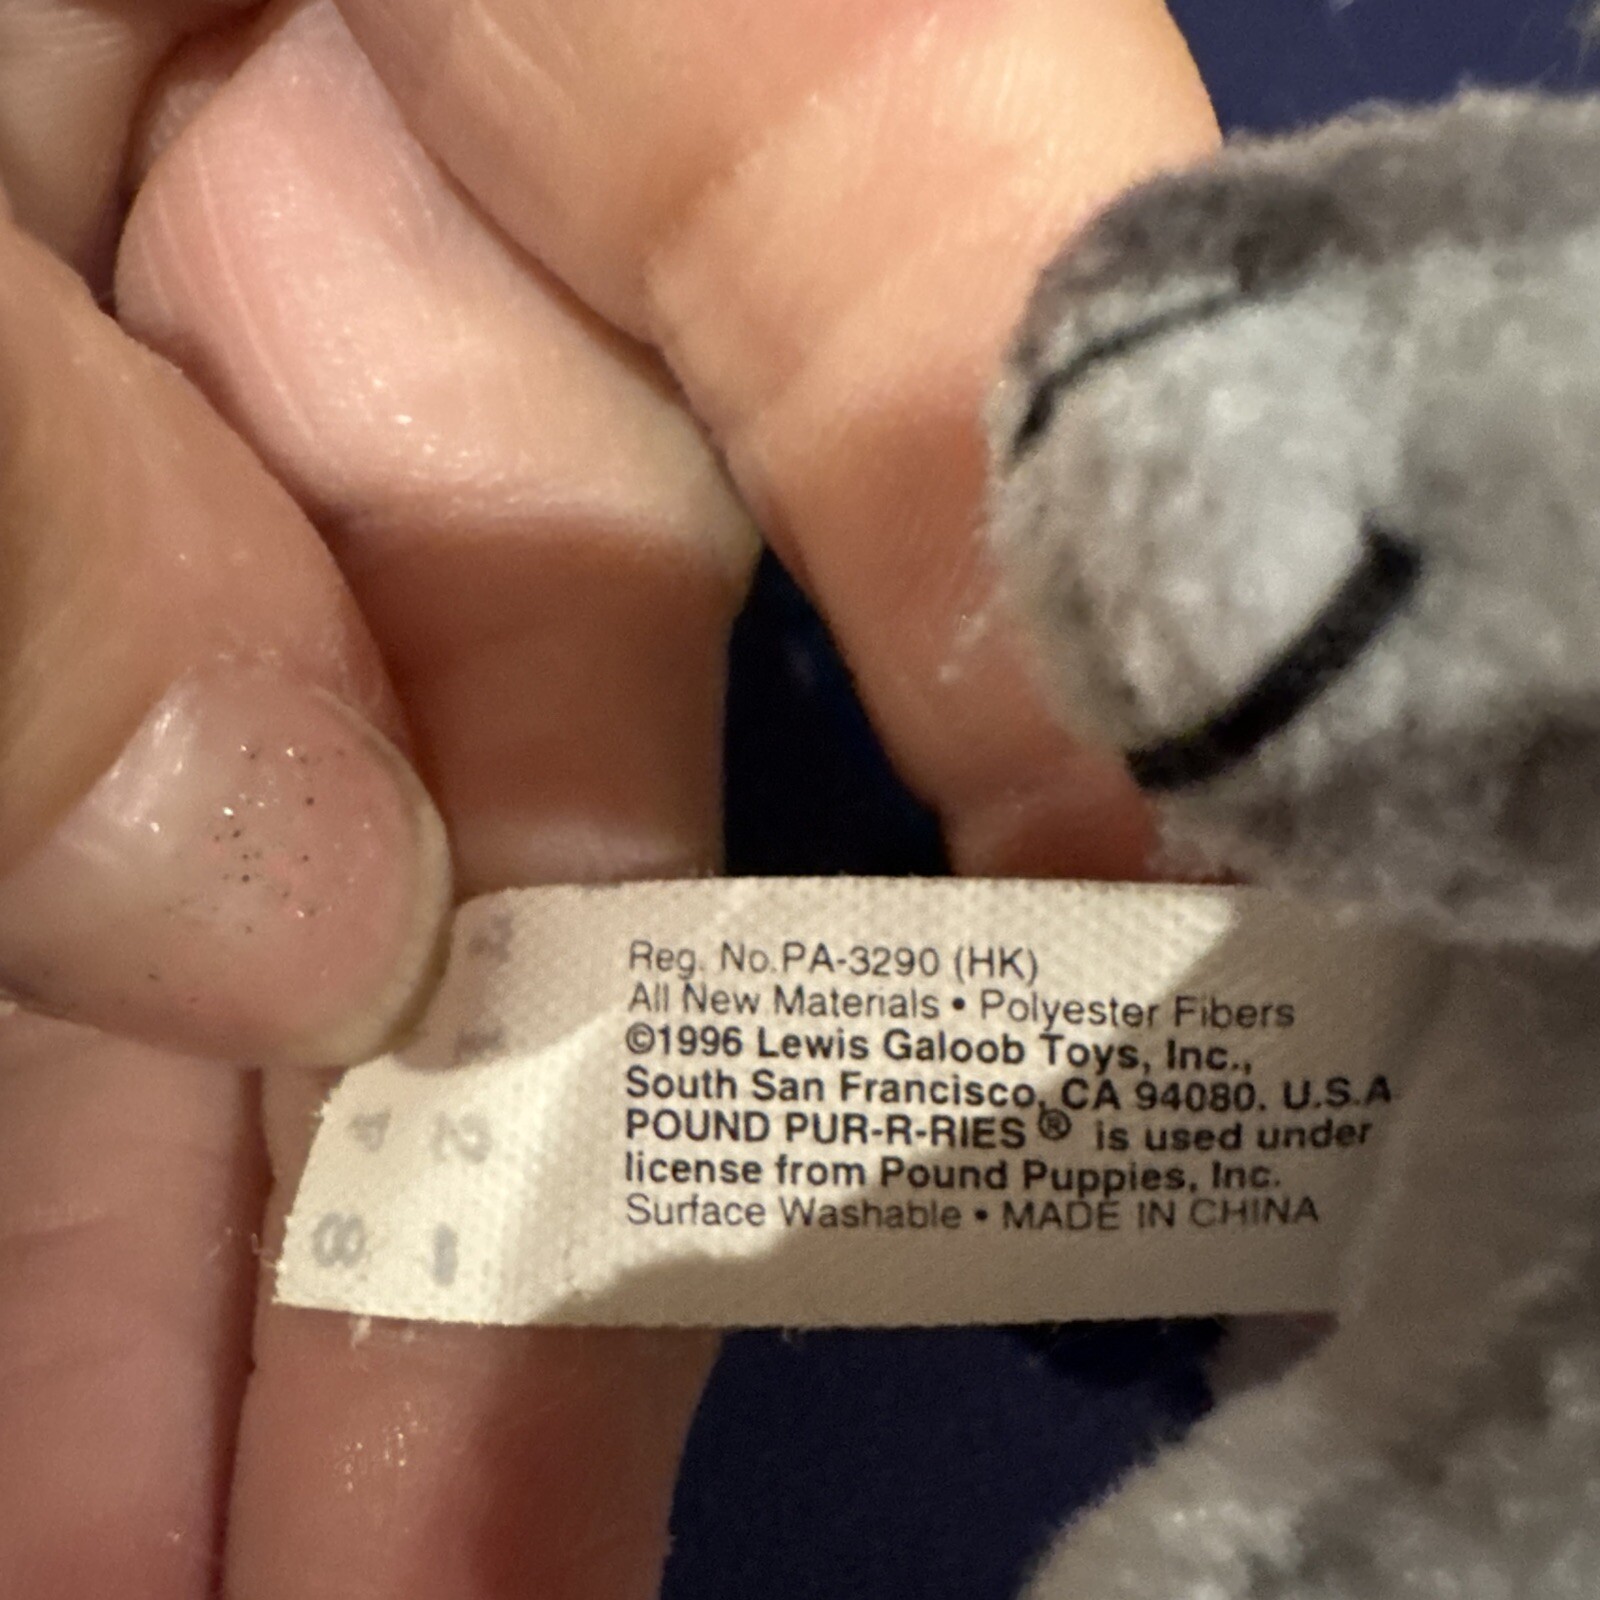 Reg. No.PA-3290 (HK)
All New Materials • Polyester Fibers
©1996 Lewis Galoob Toys, Inc.,
South San Francisco, CA 94080. U.S.A.
POUND PUR-R-RIES ® is used under
license from Pound Puppies, Inc.
Surface Washable • MADE IN CHINA